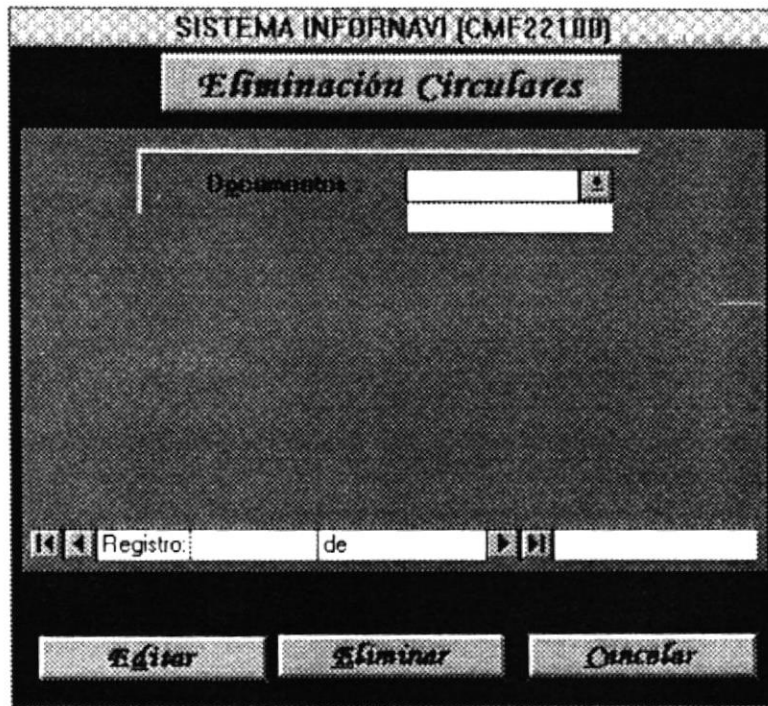 SISTEMA INFORNAVI (CMF22100)
Eliminación Circulares
Documentos :
Registro: de
Editar Eliminar Cancelar